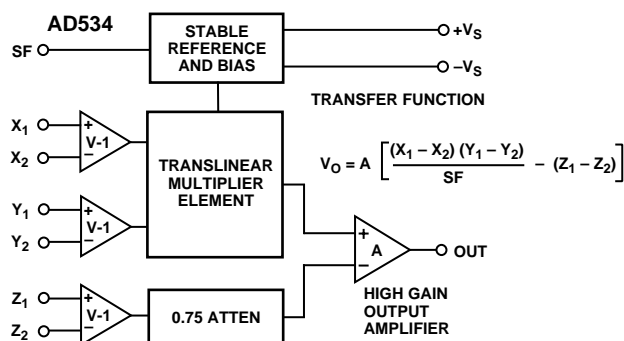 AD534
SF
STABLE
REFERENCE
AND BIAS
+VS
–VS
TRANSFER FUNCTION
X1
X2
+
–
V-1
TRANSLINEAR
MULTIPLIER
ELEMENT
VO = A [ (X1 – X2) (Y1 – Y2) / SF – (Z1 – Z2) ]
Y1
Y2
+
–
V-1
+
–
A
OUT
HIGH GAIN
OUTPUT
AMPLIFIER
Z1
Z2
+
–
V-1
0.75 ATTEN